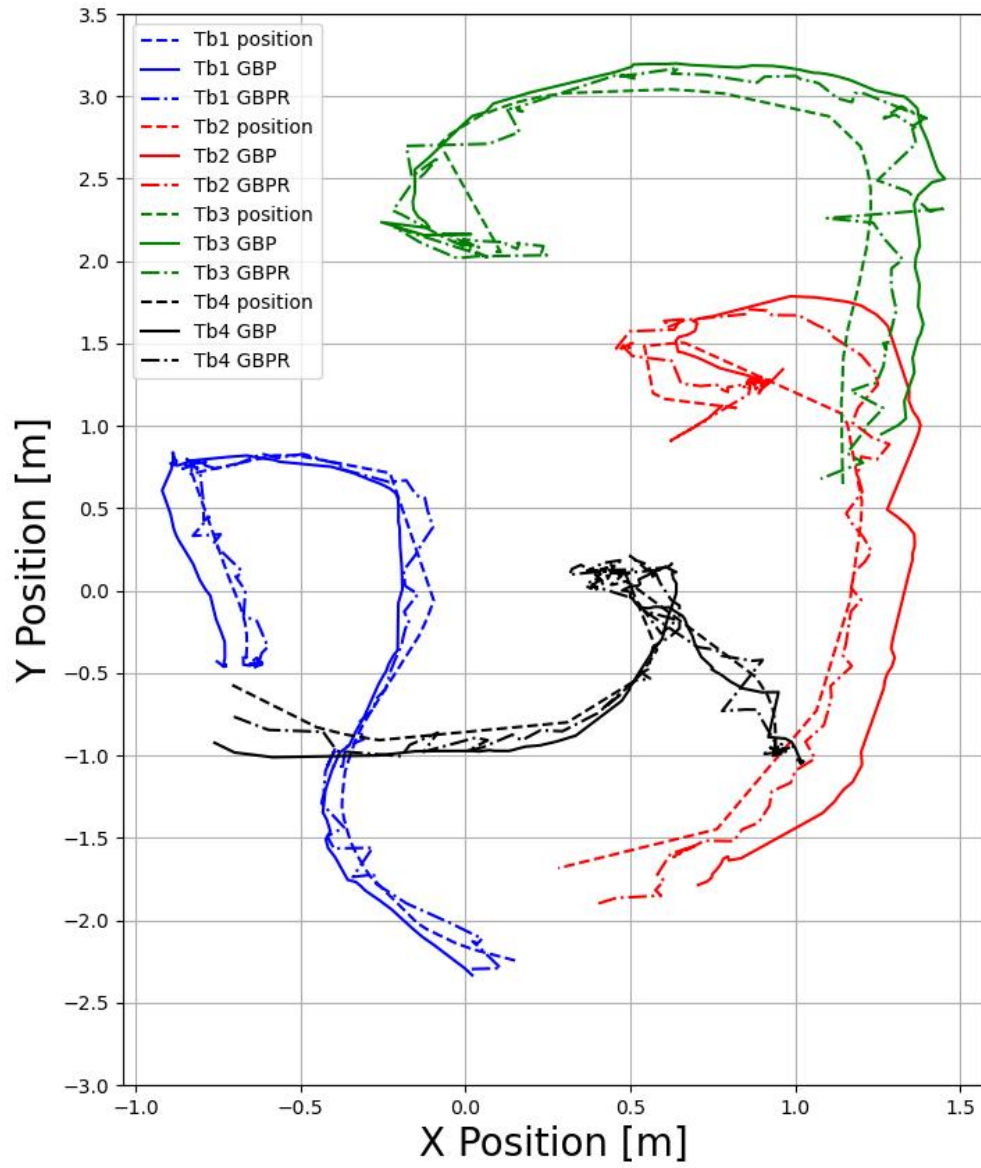 3.5
3.0
2.5
2.0
1.5
1.0
0.5
0.0
−0.5
−1.0
−1.5
−2.0
−2.5
−3.0
Y Position [m]
Tb1 position
Tb1 GBP
Tb1 GBPR
Tb2 position
Tb2 GBP
Tb2 GBPR
Tb3 position
Tb3 GBP
Tb3 GBPR
Tb4 position
Tb4 GBP
Tb4 GBPR
−1.0 −0.5 0.0 0.5 1.0 1.5
X Position [m]